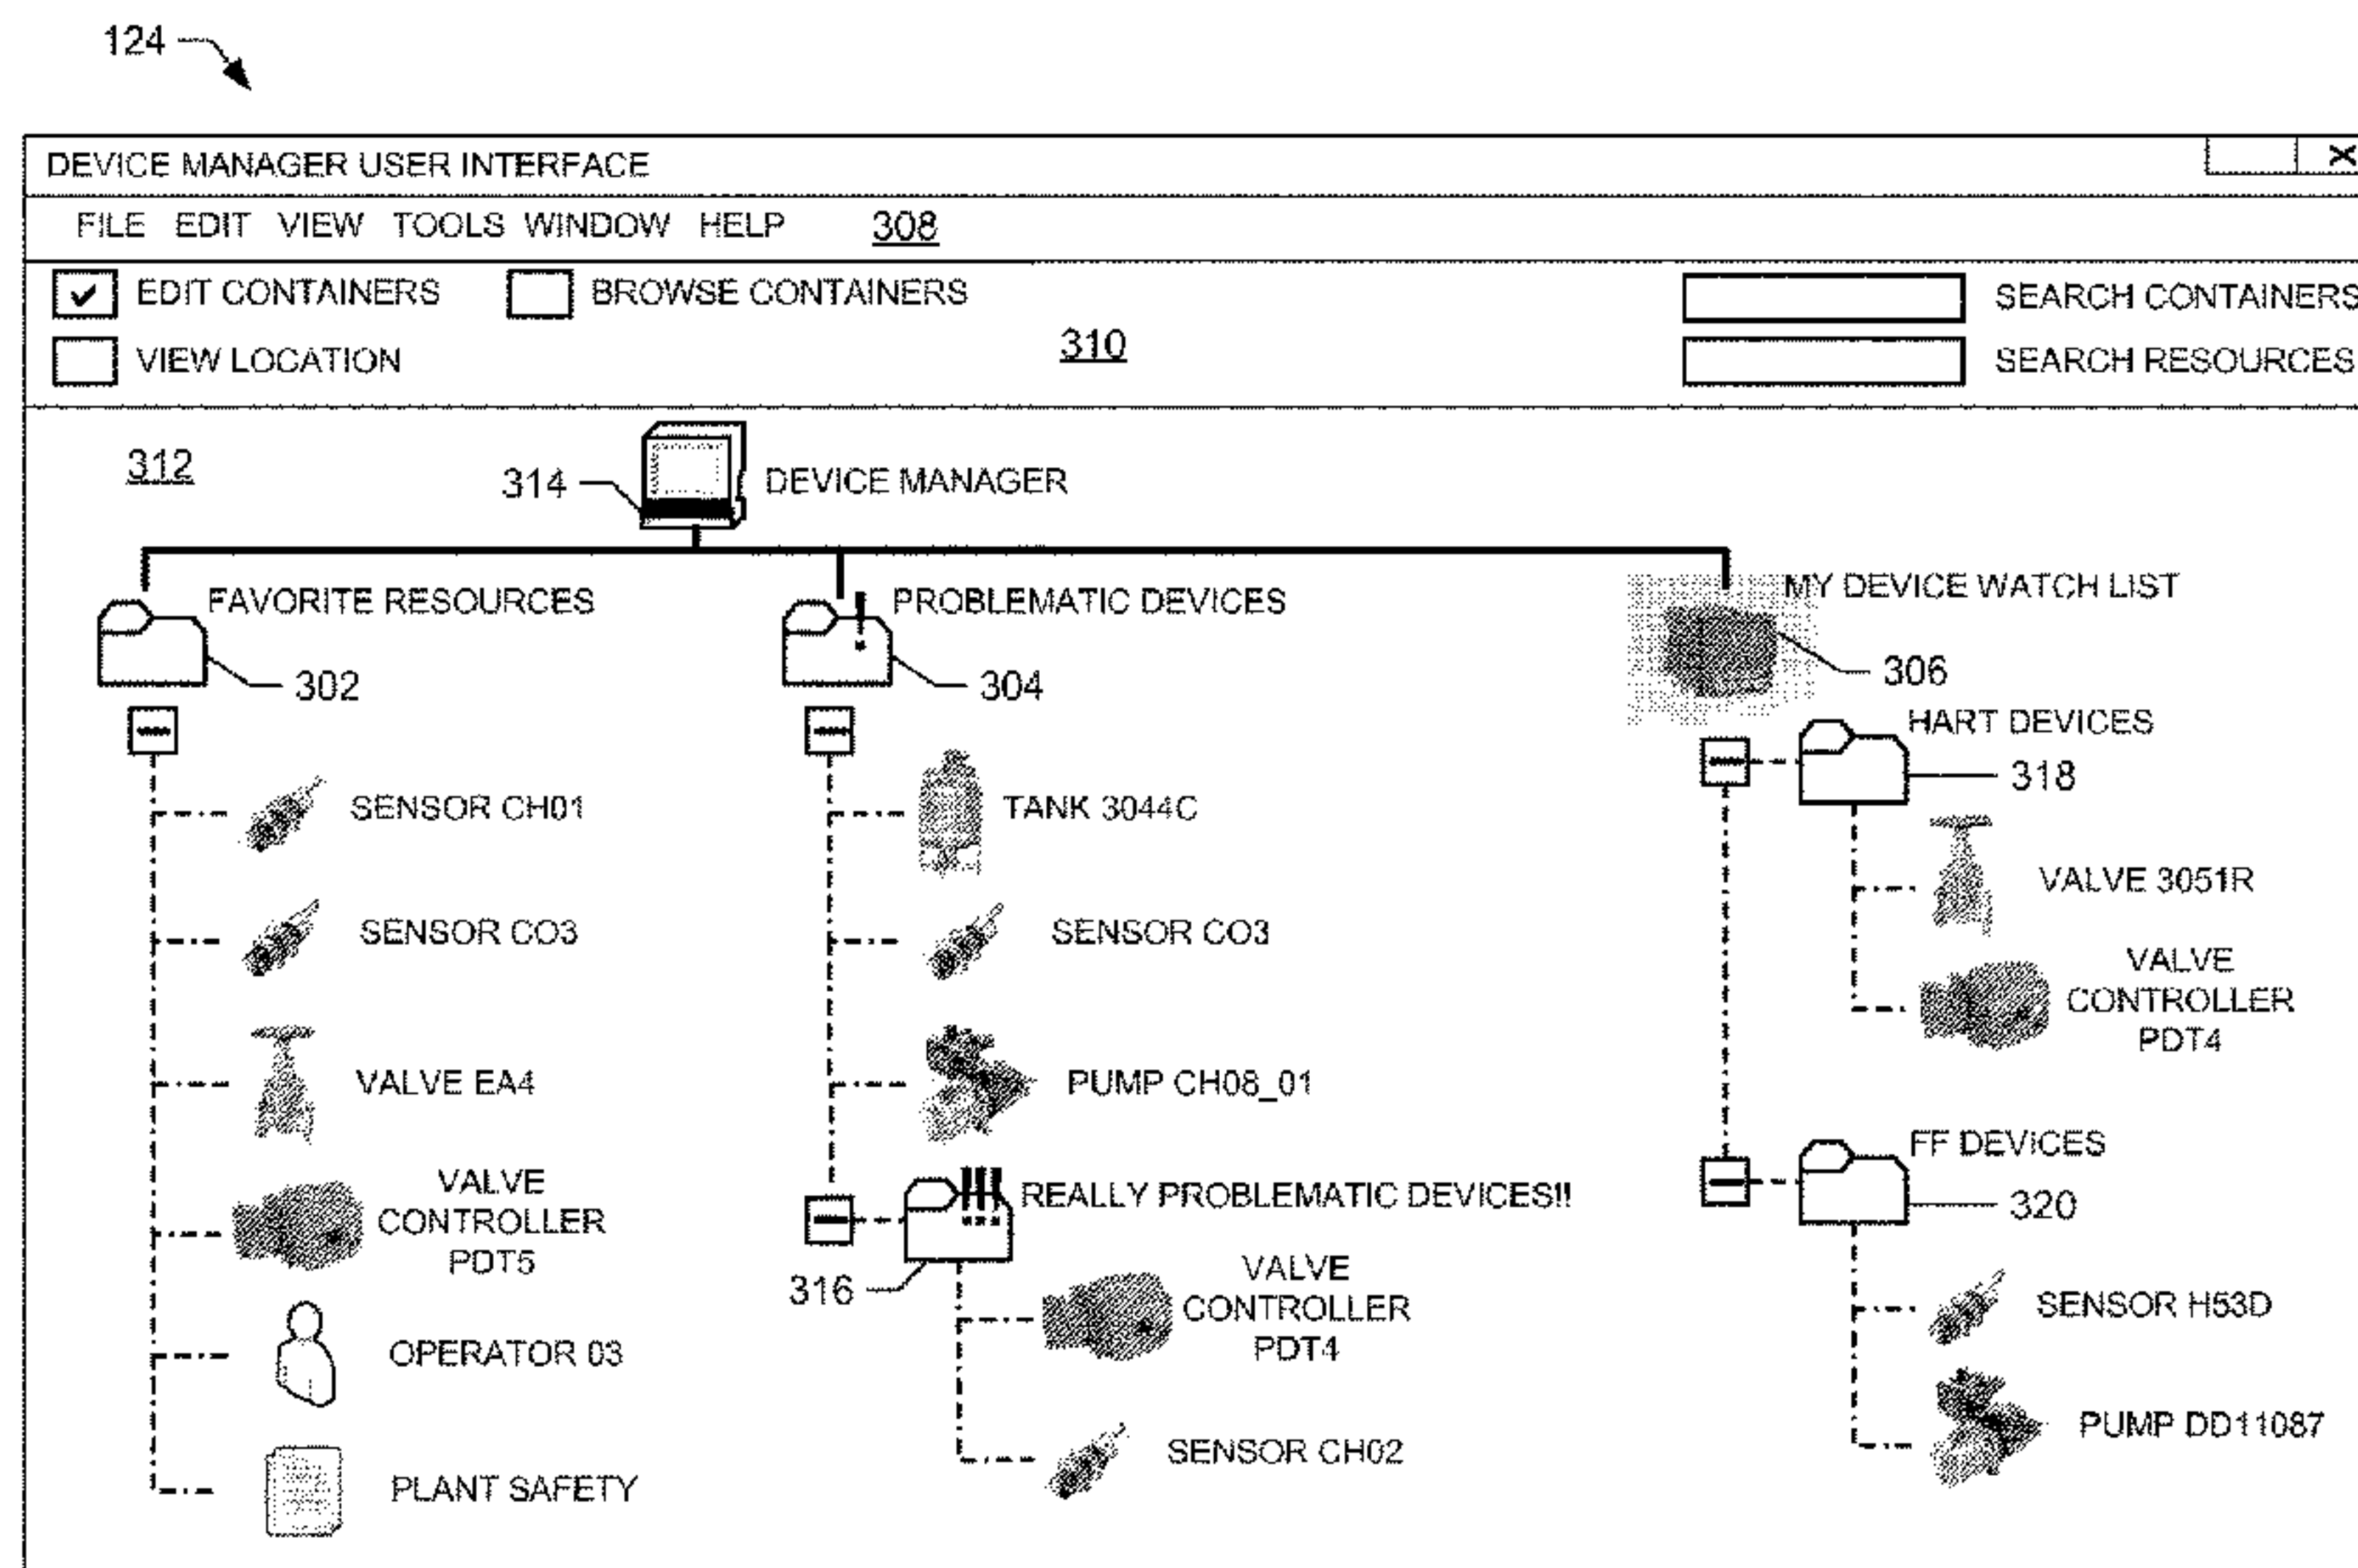 124
DEVICE MANAGER USER INTERFACE
X
FILE EDIT VIEW TOOLS WINDOW HELP 308
EDIT CONTAINERS BROWSE CONTAINERS SEARCH CONTAINERS
310
VIEW LOCATION SEARCH RESOURCES
312
314
DEVICE MANAGER
FAVORITE RESOURCES
302
SENSOR CH01
SENSOR CO3
VALVE EA4
VALVE
CONTROLLER
PDT5
OPERATOR 03
PLANT SAFETY
PROBLEMATIC DEVICES
304
TANK 3044C
SENSOR CO3
PUMP CH08_01
REALLY PROBLEMATIC DEVICES!!
316
VALVE
CONTROLLER
PDT4
SENSOR CH02
MY DEVICE WATCH LIST
306
HART DEVICES
318
VALVE 3051R
VALVE
CONTROLLER
PDT4
FF DEVICES
320
SENSOR H53D
PUMP DD11087